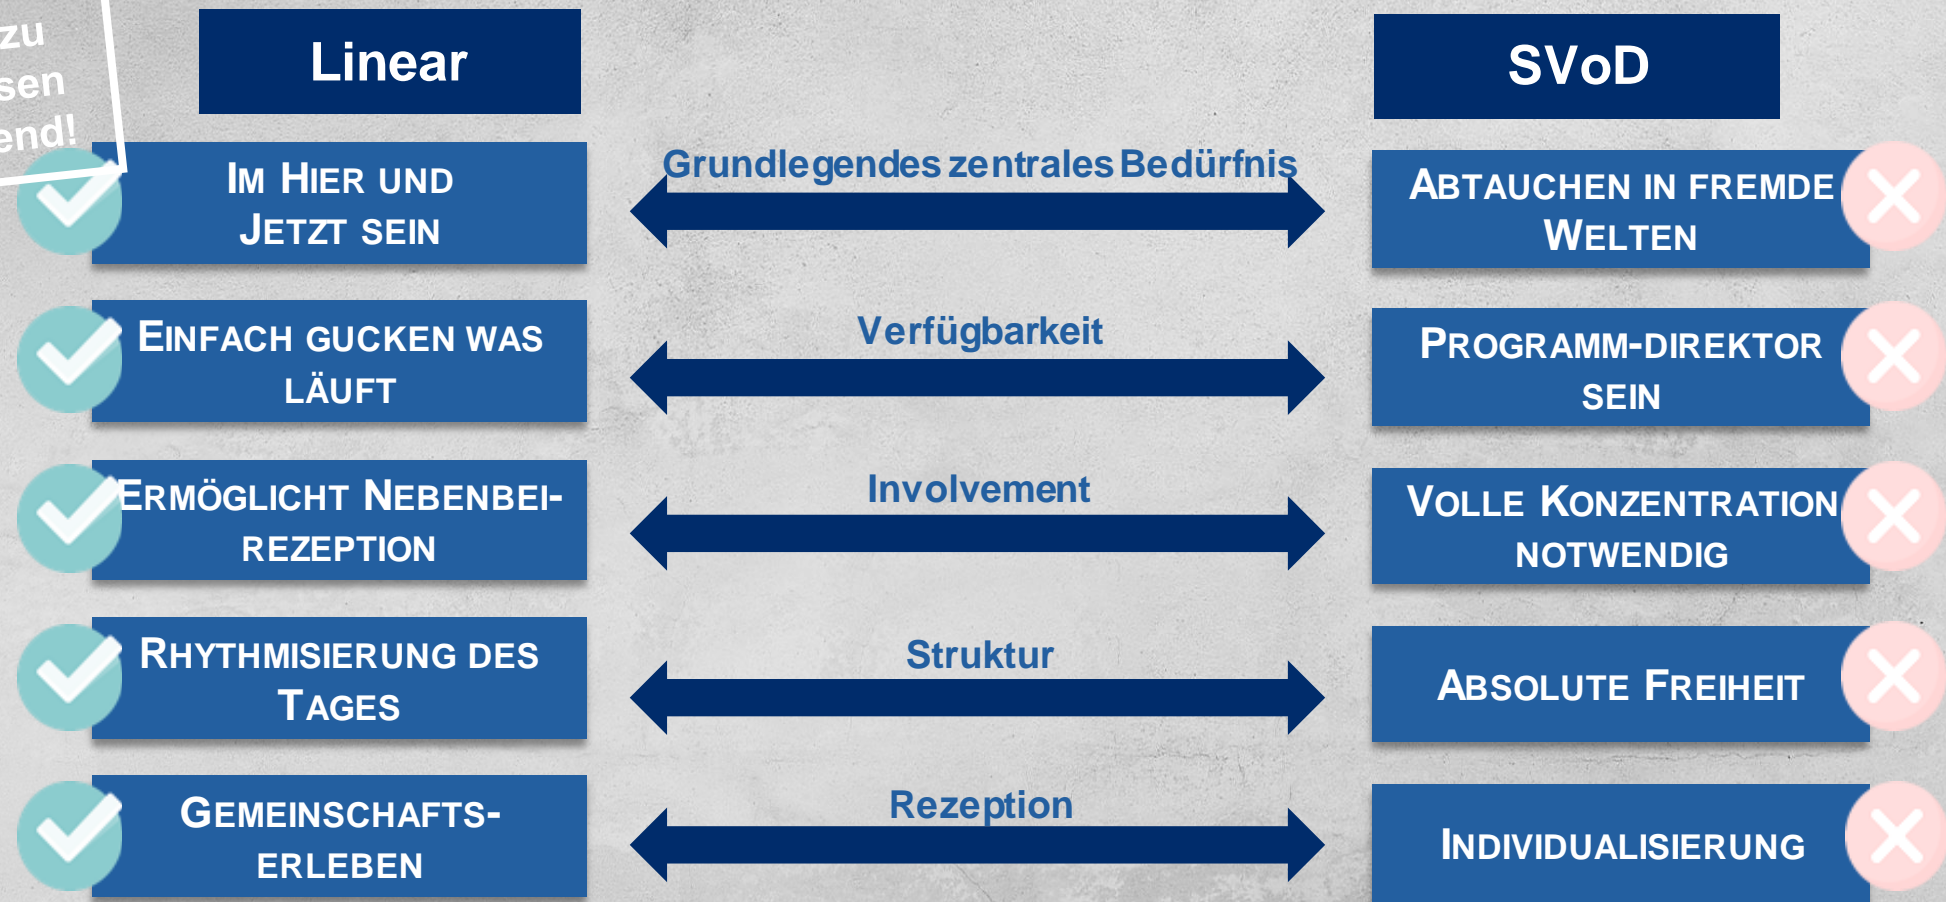 zu
end!
Linear
SVoD
IM HIER UND
JETZT SEIN
Grundlegendes zentrales Bedürfnis
ABTAUCHEN IN FREMDE
WELTEN
EINFACH GUCKEN WAS
LÄUFT
Verfügbarkeit
PROGRAMM-DIREKTOR
SEIN
ERMÖGLICHT NEBENBEI-
REZEPTION
Involvement
VOLLE KONZENTRATION
NOTWENDIG
RHYTHMISIERUNG DES
TAGES
Struktur
ABSOLUTE FREIHEIT
GEMEINSCHAFTS-
ERLEBEN
Rezeption
INDIVIDUALISIERUNG